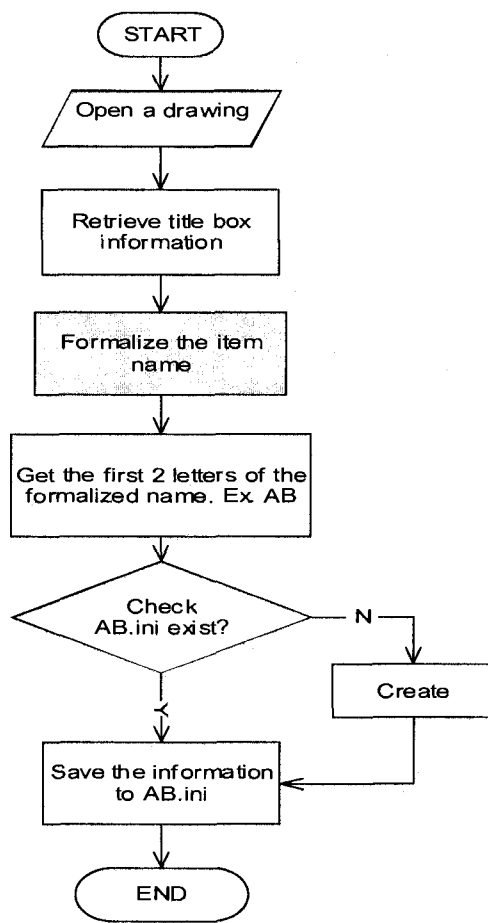 START
Open a drawing
Retrieve title box
information
Formalize the item
name
Get the first 2 letters of the
formalized name. Ex. AB
Check
AB.ini exist?
N
Create
Y
Save the information
to AB.ini
END